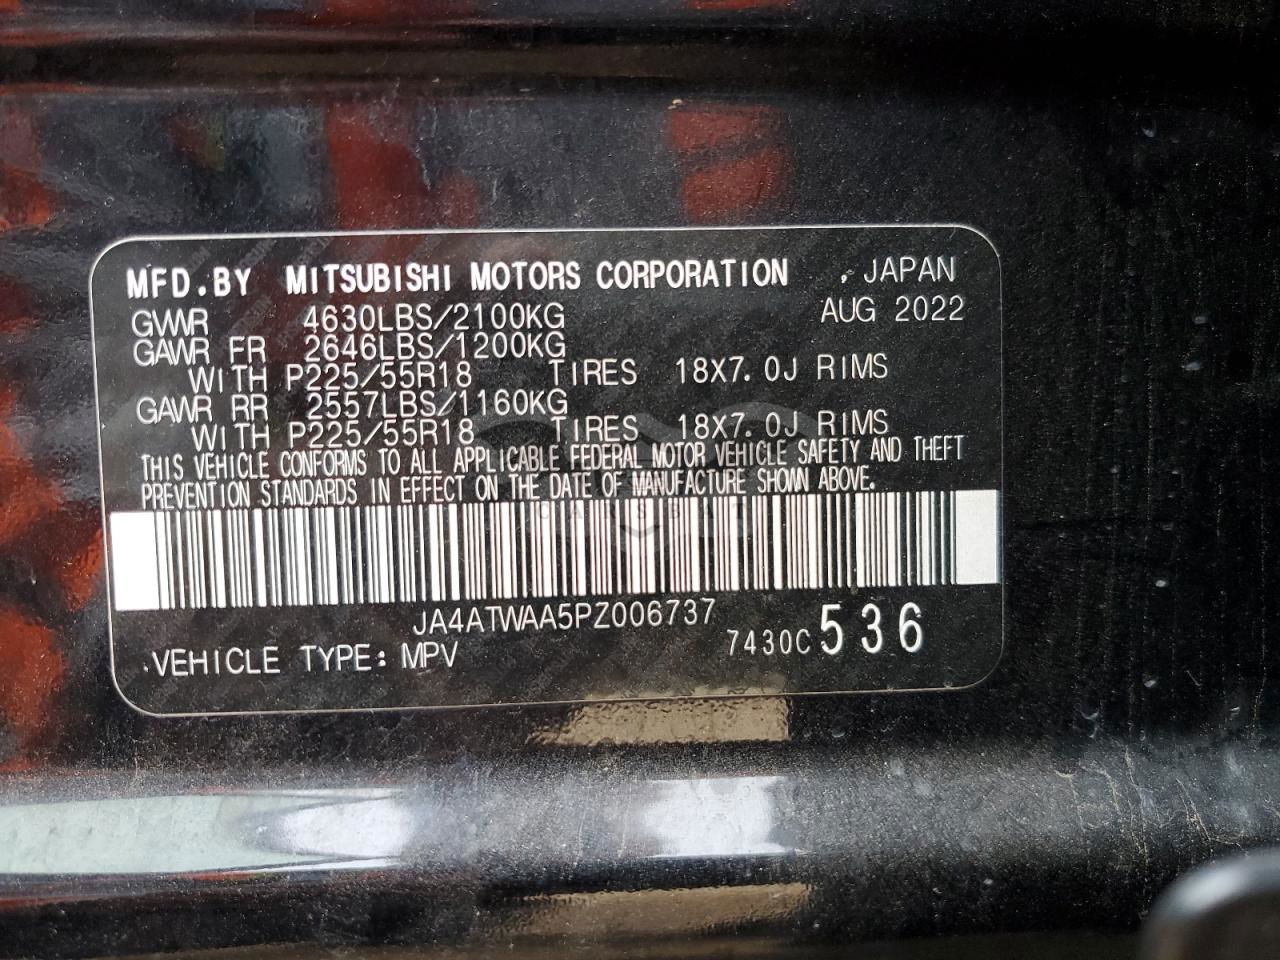 MFD.BY MITSUBISHI MOTORS CORPORATION , JAPAN
GVWR 4630LBS/2100KG AUG 2022
GAWR FR 2646LBS/1200KG
WITH P225/55R18 TIRES 18X7.0J RIMS
GAWR RR 2557LBS/1160KG
WITH P225/55R18 TIRES 18X7.0J RIMS
THIS VEHICLE CONFORMS TO ALL APPLICABLE FEDERAL MOTOR VEHICLE SAFETY AND THEFT
PREVENTION STANDARDS IN EFFECT ON THE DATE OF MANUFACTURE SHOWN ABOVE.
CARSBAT
JA4ATWAA5PZ006737
VEHICLE TYPE: MPV 7430C 536